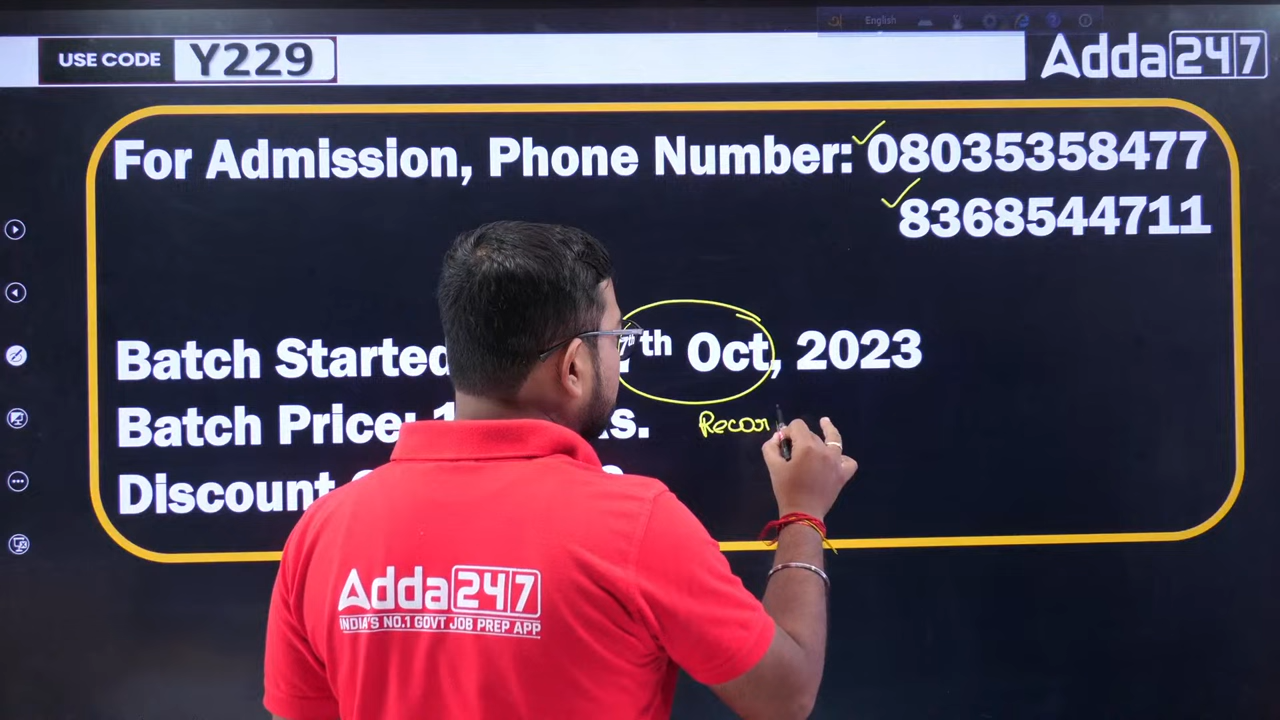 English
USE CODE Y229
Adda247
For Admission, Phone Number: 08035358477
8368544711
Batch Started th Oct, 2023
Batch Price: s.
Recor
Discount
Adda247
INDIA'S NO.1 GOVT JOB PREP APP